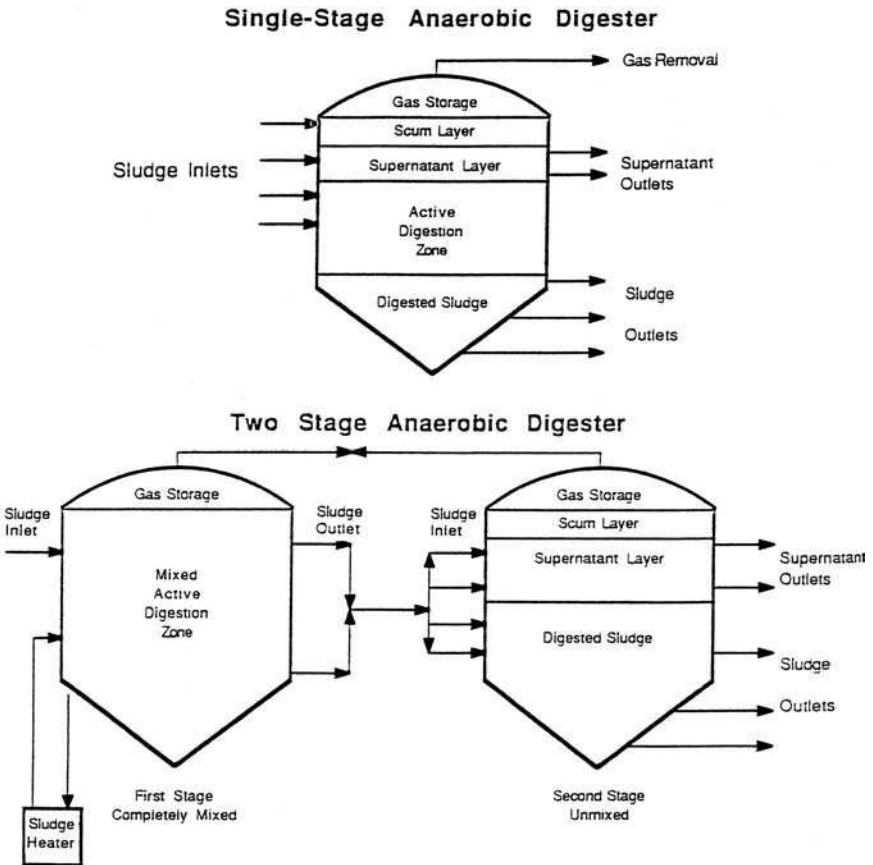 Single-Stage Anaerobic Digester
Gas Removal
Gas Storage
Scum Layer
Sludge Inlets
Supernatant Layer
Supernatant
Outlets
Active
Digestion
Zone
Digested Sludge
Sludge
Outlets
Two Stage Anaerobic Digester
Gas Storage
Sludge
Inlet
Sludge
Outlet
Mixed
Active
Digestion
Zone
Sludge
Inlet
Gas Storage
Scum Layer
Supernatant Layer
Supernatant
Outlets
Digested Sludge
Sludge
Outlets
First Stage
Completely Mixed
Second Stage
Unmixed
Sludge
Heater